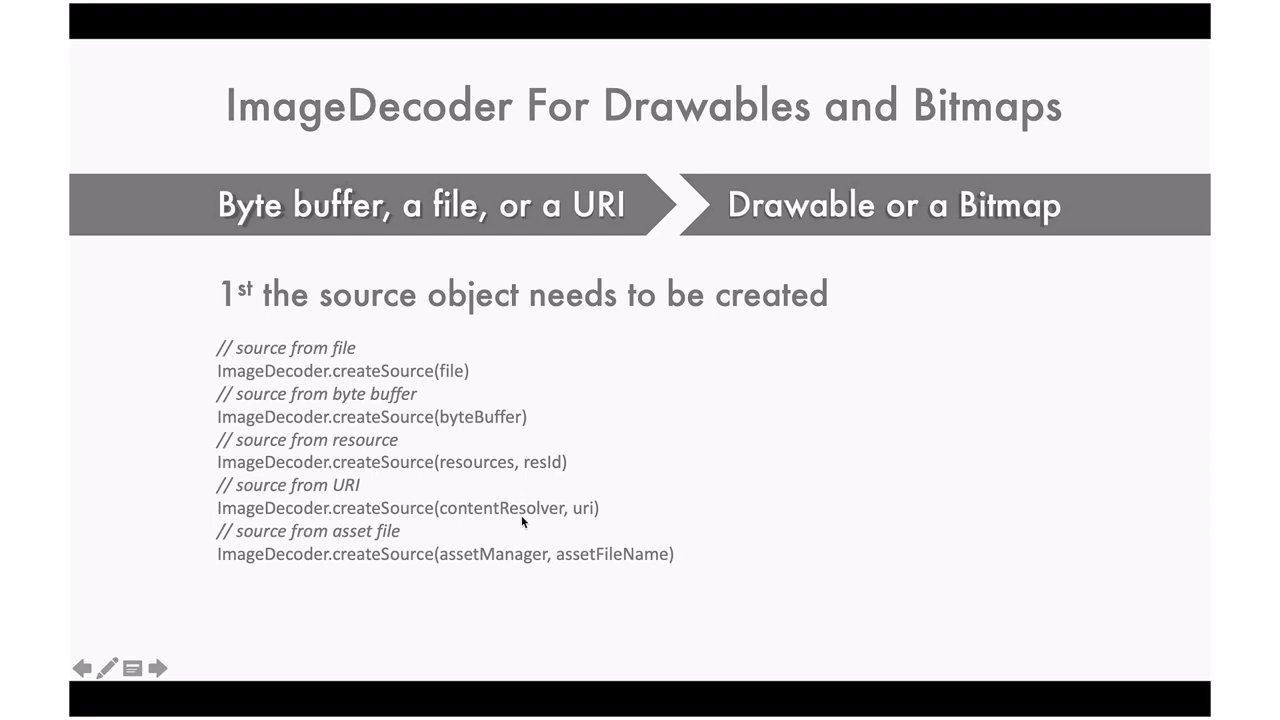 ImageDecoder For Drawables and Bitmaps
Byte buffer, a file, or a URI
Drawable or a Bitmap
1st the source object needs to be created
// source from file
ImageDecoder.createSource(file)
// source from byte buffer
ImageDecoder.createSource(byteBuffer)
// source from resource
ImageDecoder.createSource(resources, resId)
// source from URI
ImageDecoder.createSource(contentResolver, uri)
// source from asset file
ImageDecoder.createSource(assetManager, assetFileName)